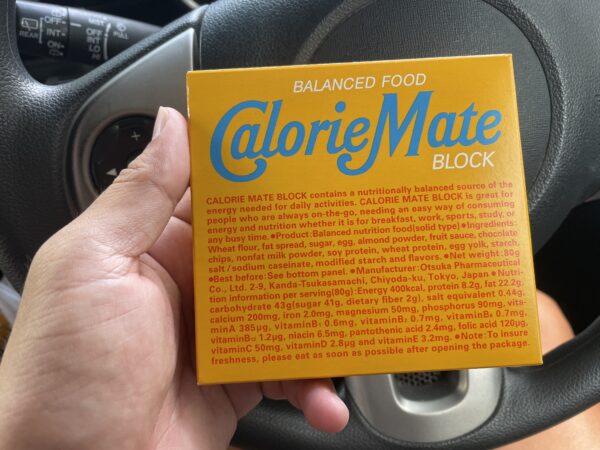 OFF
INT
ON
REAR
OFF
INT
LO
HI
PULL
BALANCED FOOD
CalorieMate
BLOCK
CALORIE MATE BLOCK contains a nutritionally balanced source of the
energy needed for daily activities. CALORIE MATE BLOCK is great for
people who are always on-the-go, needing an easy way of consuming
energy and nutrition whether it is for breakfast, work, sports, study, or
any busy time. ●Product:Balanced nutrition food(solid type) ●Ingredients:
Wheat flour, fat spread, sugar, egg, almond powder, fruit sauce, chocolate
chips, nonfat milk powder, soy protein, wheat protein, egg yolk, starch,
salt / sodium caseinate, modified starch and flavors. ●Net weight:80g
●Best before: See bottom panel. ●Manufacturer:Otsuka Pharmaceutical
Co., Ltd. 2-9, Kanda-Tsukasamachi, Chiyoda-ku, Tokyo, Japan ●Nutri-
tion information per serving(80g):Energy 400kcal, protein 8.2g, fat 22.2g,
carbohydrate 43g(sugar 41g, dietary fiber 2g), salt equivalent 0.44g,
calcium 200mg, iron 2.0mg, magnesium 50mg, phosphorus 90mg, vita-
minA 385μg, vitaminB₁ 0.6mg, vitaminB₂ 0.7mg, vitaminB₆ 0.7mg,
vitaminB₁₂ 1.2μg, niacin 6.5mg, pantothenic acid 2.4mg, folic acid 120μg,
vitaminC 50mg, vitaminD 2.8μg and vitaminE 3.2mg. ●Note:To insure
freshness, please eat as soon as possible after opening the package.